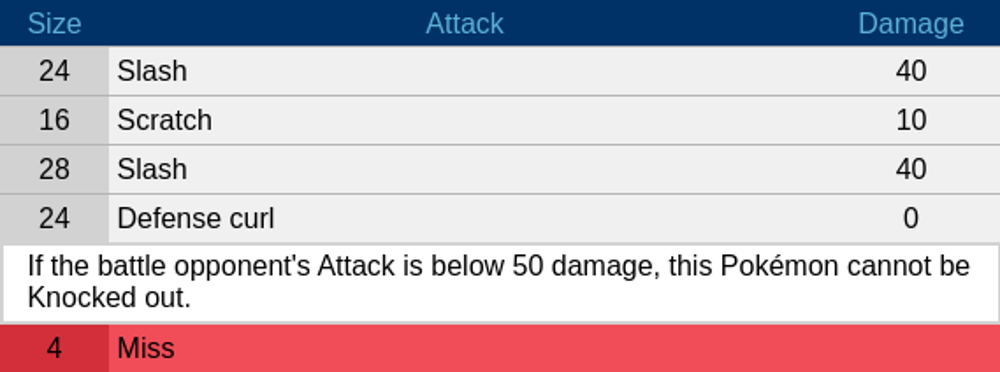 Size Attack Damage
24 Slash 40
16 Scratch 10
28 Slash 40
24 Defense curl 0
If the battle opponent's Attack is below 50 damage, this Pokémon cannot be
Knocked out.
4 Miss